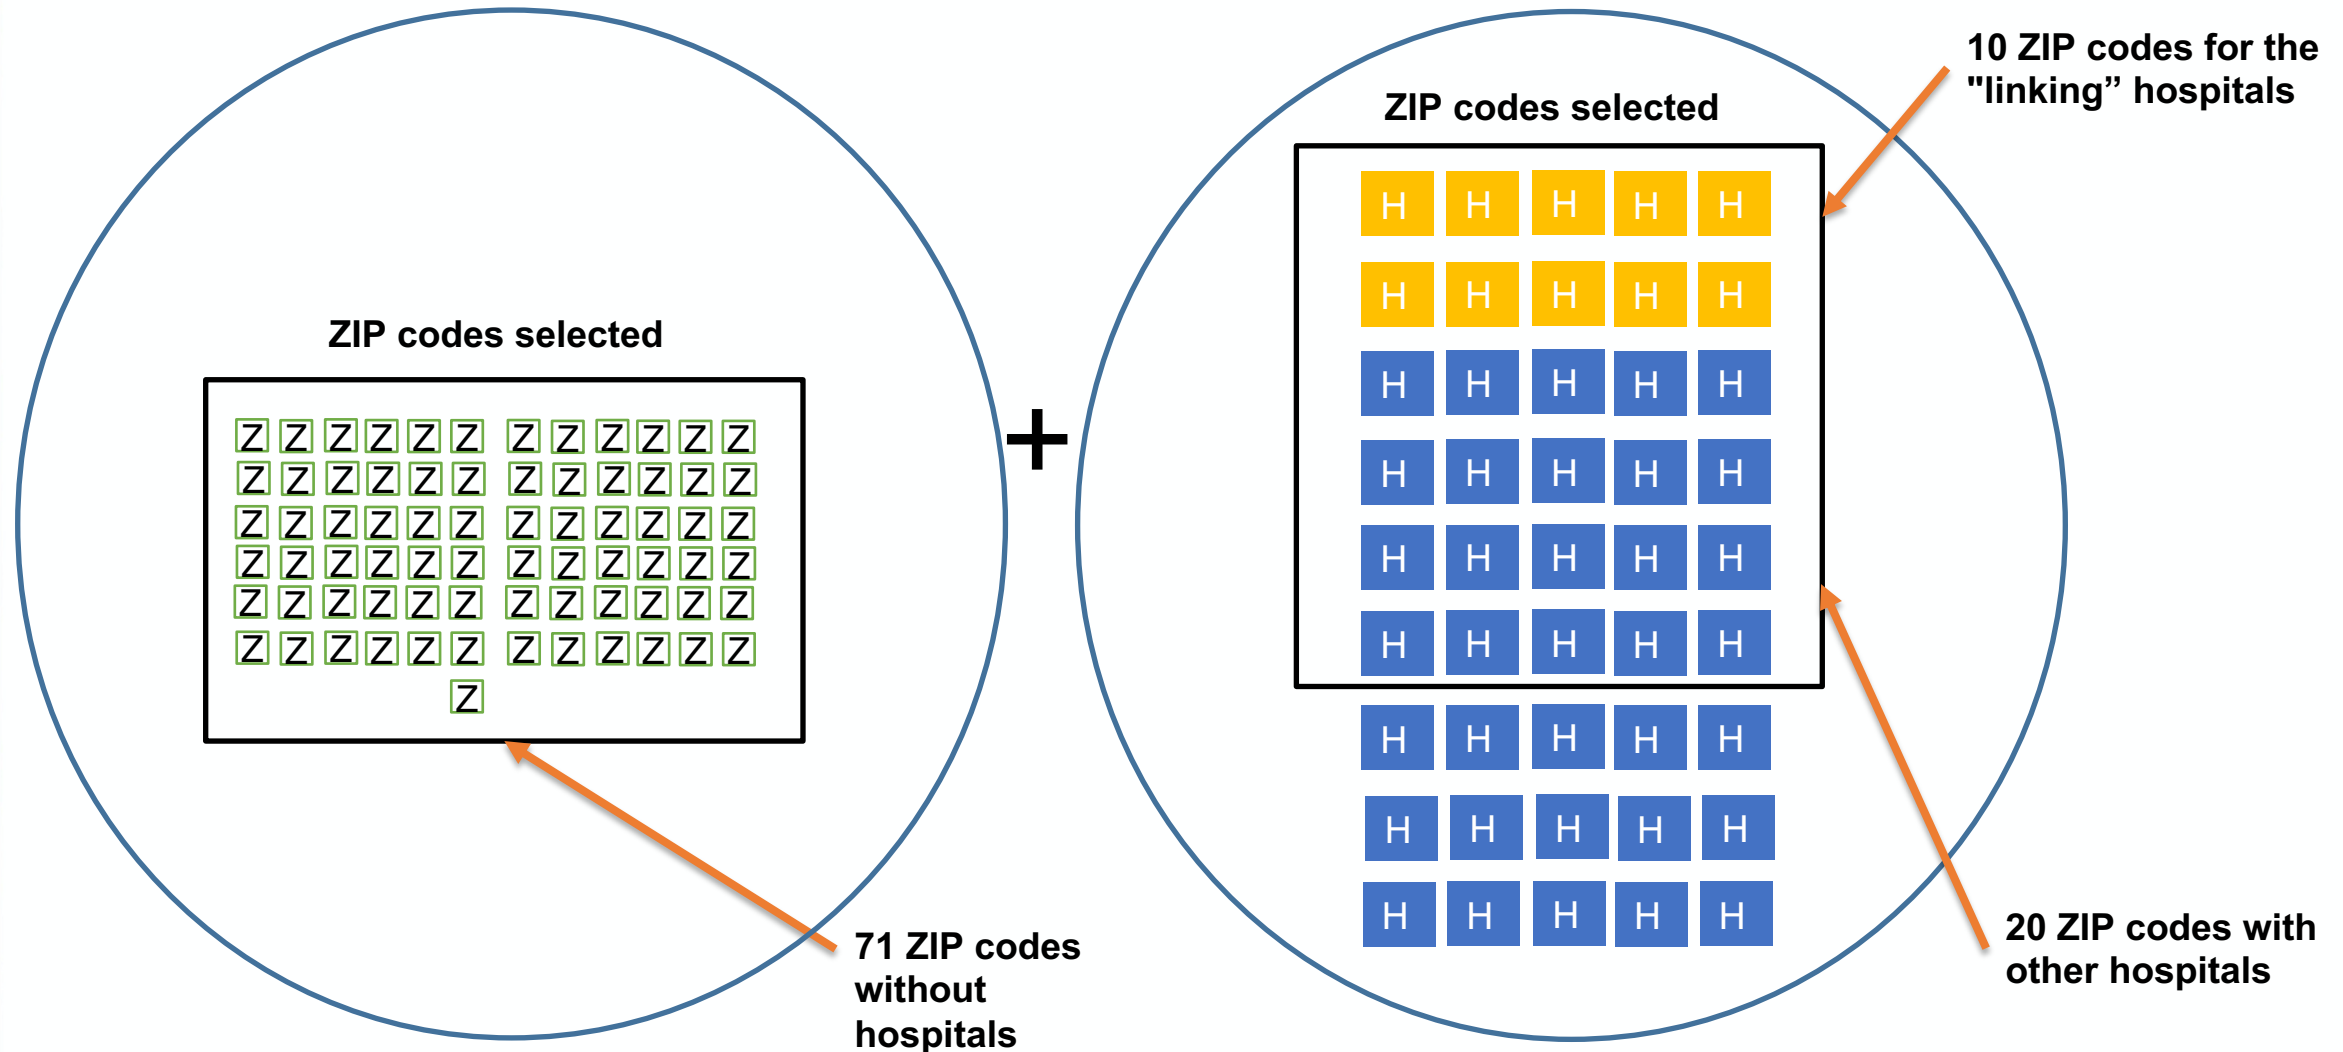 ZIP codes selected
Z Z Z Z Z Z Z Z Z Z Z Z
Z Z Z Z Z Z Z Z Z Z Z Z
Z Z Z Z Z Z Z Z Z Z Z Z
Z Z Z Z Z Z Z Z Z Z Z Z
Z Z Z Z Z Z Z Z Z Z Z Z
Z Z Z Z Z Z Z Z Z Z Z Z
Z
71 ZIP codes
without
hospitals
+
ZIP codes selected
H H H H H
H H H H H
H H H H H
H H H H H
H H H H H
H H H H H
H H H H H
H H H H H
H H H H H
10 ZIP codes for the
"linking” hospitals
20 ZIP codes with
other hospitals